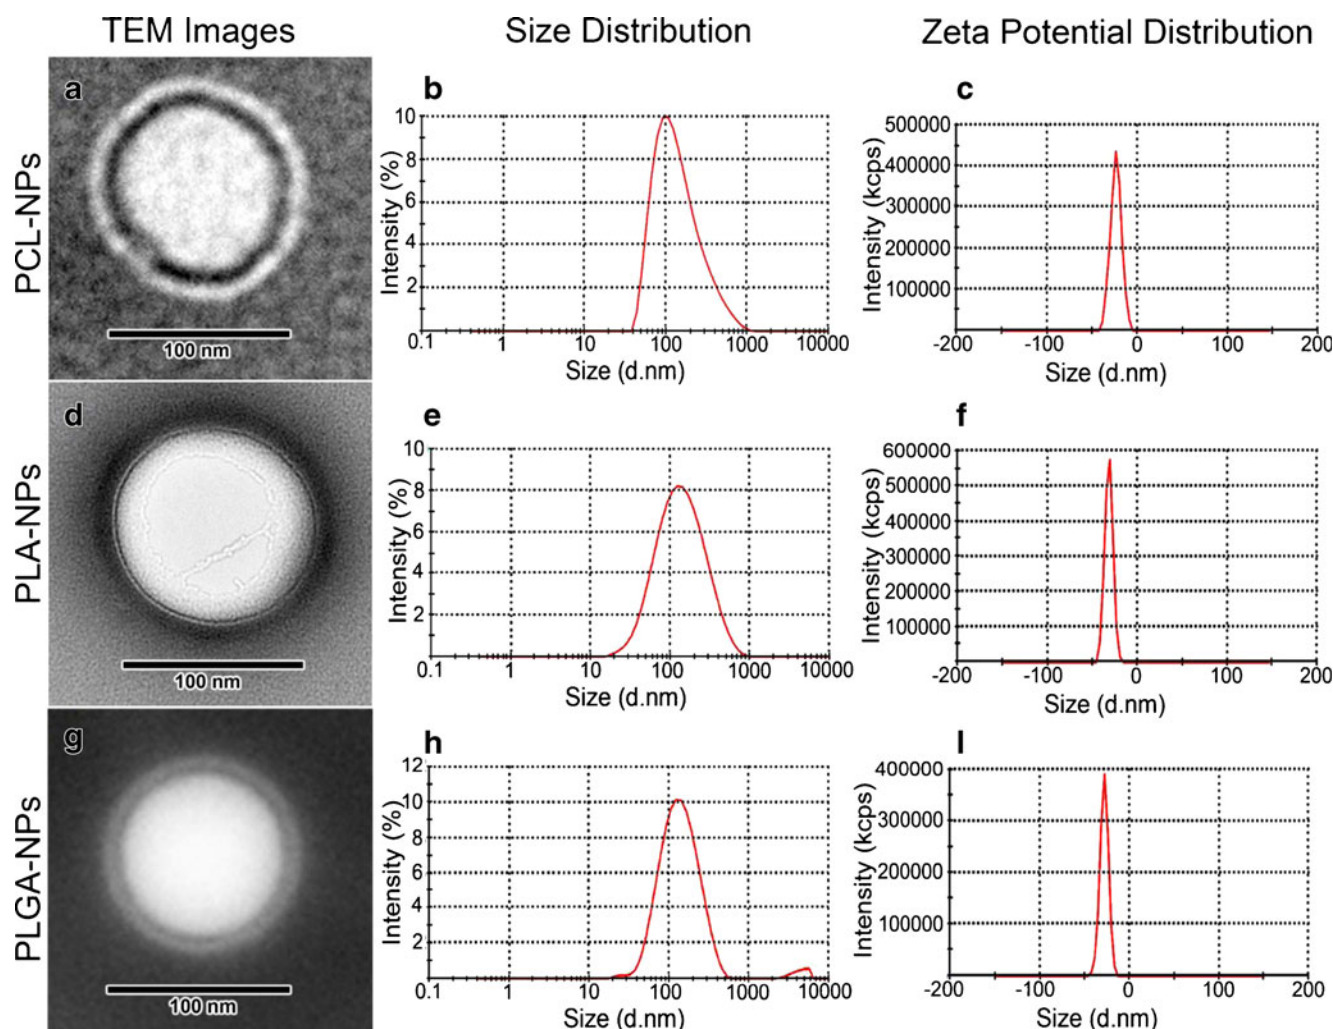 TEM Images
Size Distribution
Zeta Potential Distribution
PCL-NPs
a
100 nm
b
Intensity (%)
10
8
6
4
2
0.1 1 10 100 1000 10000
Size (d.nm)
c
Intensity (kcps)
500000
400000
300000
200000
100000
-200 -100 0 100 200
Size (d.nm)
PLA-NPs
d
100 nm
e
Intensity (%)
10
8
6
4
2
0.1 1 10 100 1000 10000
Size (d.nm)
f
Intensity (kcps)
600000
500000
400000
300000
200000
100000
0
-200 -100 0 100 200
Size (d.nm)
PLGA-NPs
g
100 nm
h
Intensity (%)
12
10
8
6
4
2
0.1 1 10 100 1000 10000
Size (d.nm)
I
Intensity (kcps)
400000
300000
200000
100000
-200 -100 0 100 200
Size (d.nm)